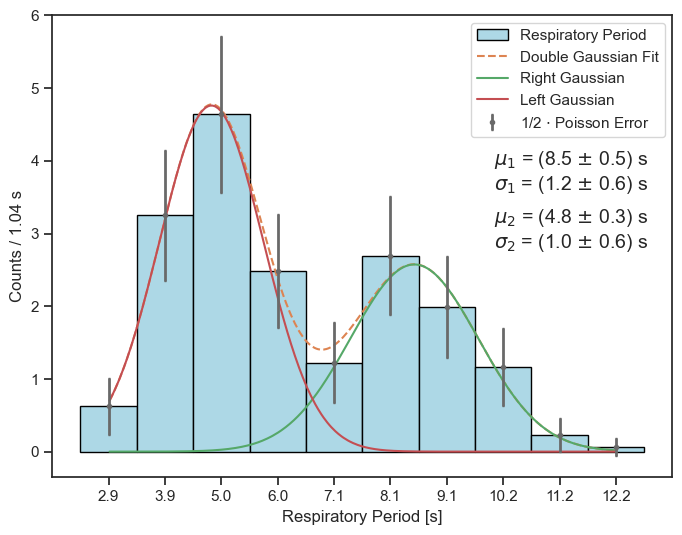 6
5
4
3
2
1
0
Counts / 1.04 s
Respiratory Period
Double Gaussian Fit
Right Gaussian
Left Gaussian
1/2 · Poisson Error
μ₁ = (8.5 ± 0.5) s
σ₁ = (1.2 ± 0.6) s
μ₂ = (4.8 ± 0.3) s
σ₂ = (1.0 ± 0.6) s
2.9 3.9 5.0 6.0 7.1 8.1 9.1 10.2 11.2 12.2
Respiratory Period [s]